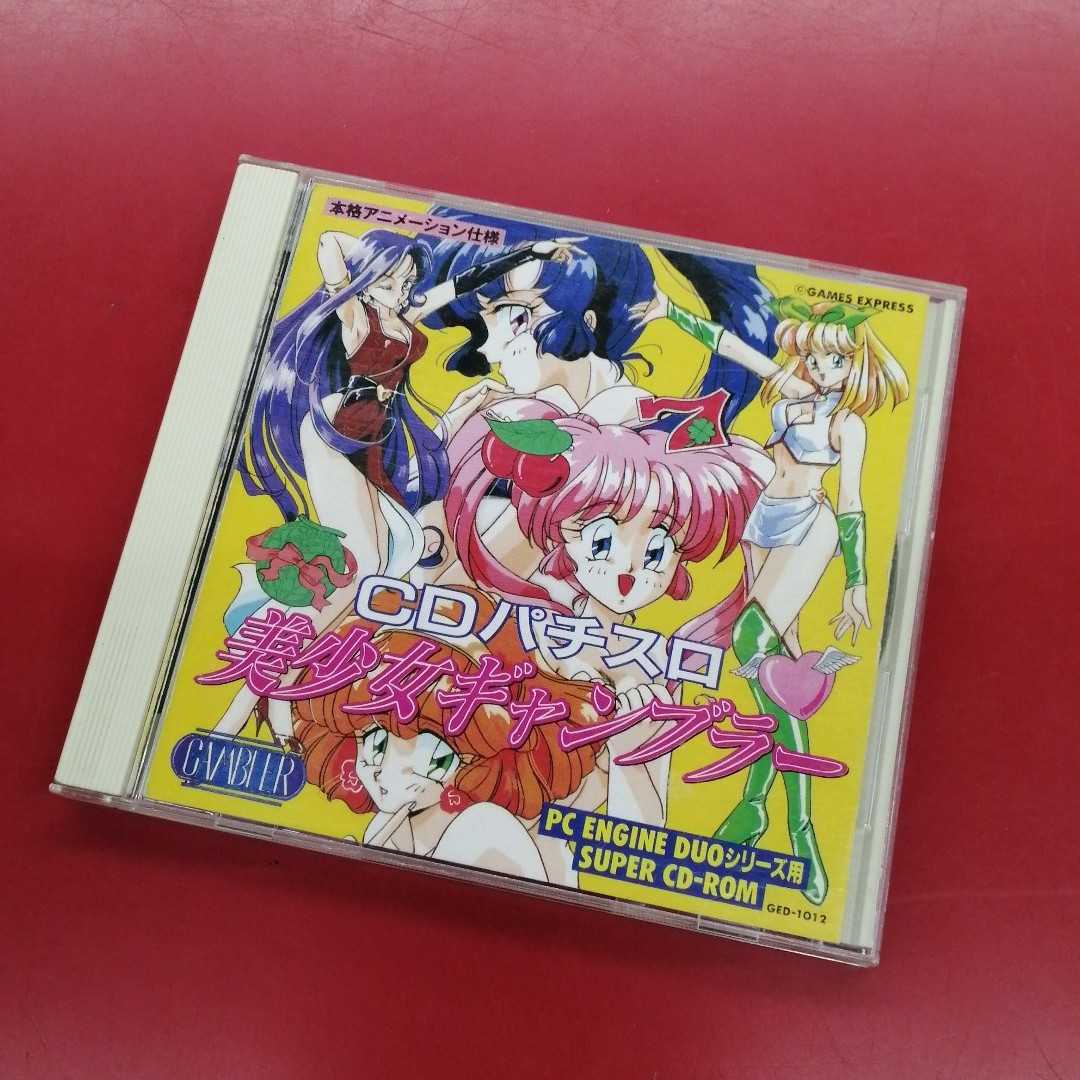 本格アニメーション仕様
©GAMES EXPRESS
7
CDパチスロ
美少女ギャンブラー
GAMBLER
PC ENGINE DUOシリーズ用
SUPER CD-ROM
GED-1012